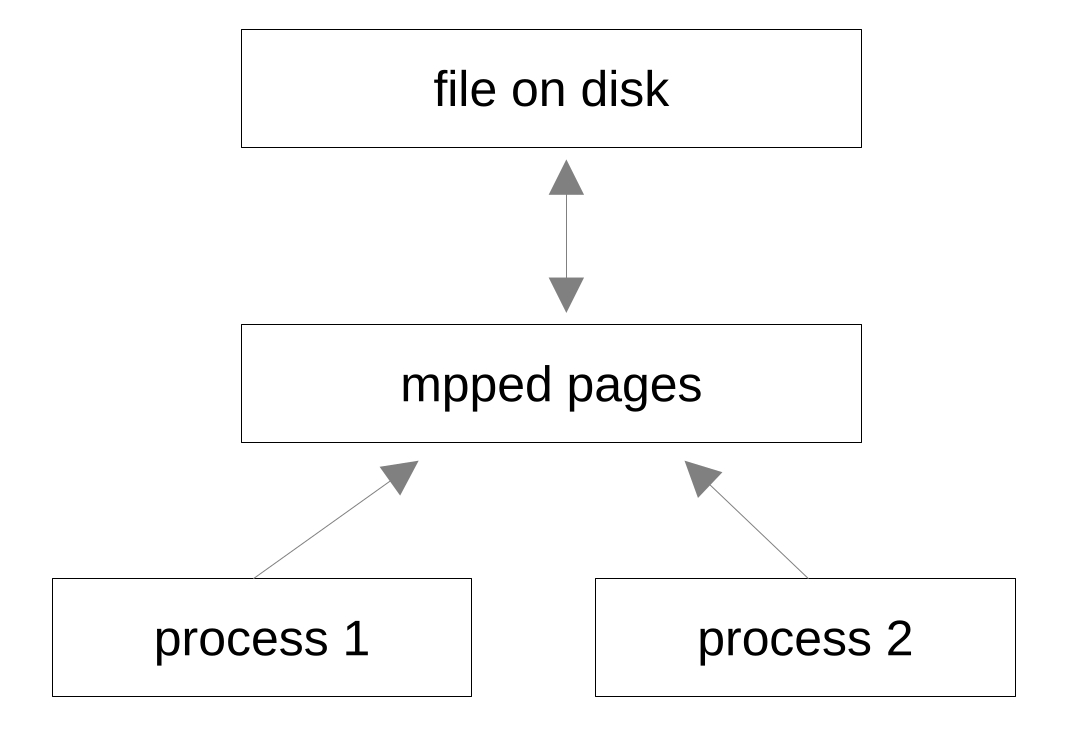 file on disk
mpped pages
process 1
process 2